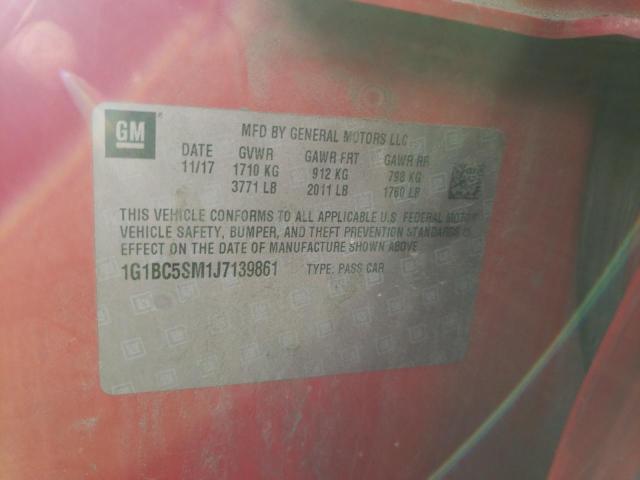 GM
MFD BY GENERAL MOTORS LLC
DATE GVWR GAWR FRT GAWR RR
11/17 1710 KG 912 KG 798 KG
3771 LB 2011 LB 1760 LB
THIS VEHICLE CONFORMS TO ALL APPLICABLE U.S. FEDERAL MOTOR
VEHICLE SAFETY, BUMPER, AND THEFT PREVENTION STANDARDS IN
EFFECT ON THE DATE OF MANUFACTURE SHOWN ABOVE
1G1BC5SM1J7139861 TYPE: PASS CAR